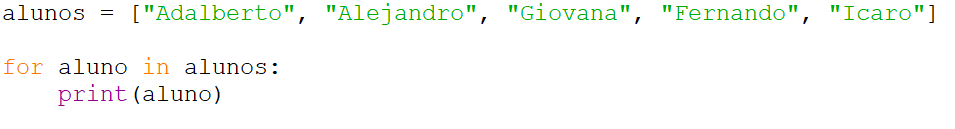 alunos = ["Adalberto", "Alejandro", "Giovana", "Fernando", "Icaro"]
for aluno in alunos:
    print(aluno)